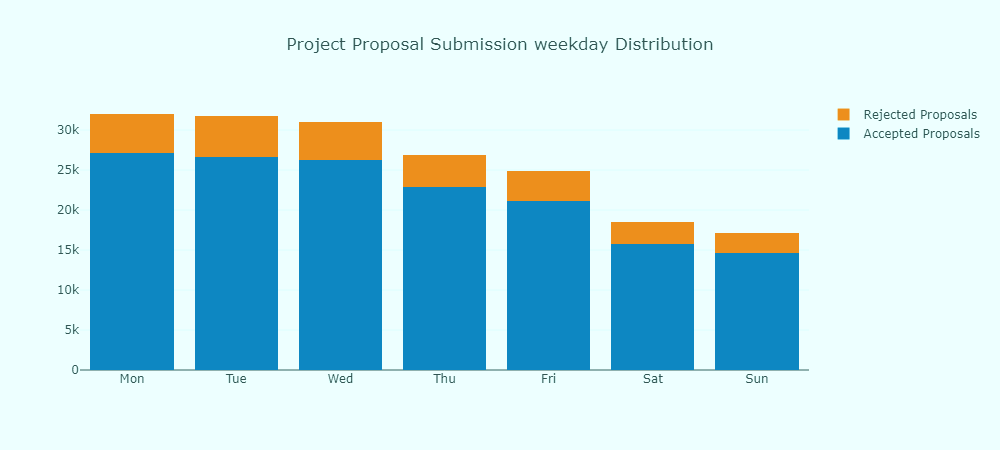 Project Proposal Submission weekday Distribution
Rejected Proposals
Accepted Proposals
30k
25k
20k
15k
10k
5k
0
Mon Tue Wed Thu Fri Sat Sun